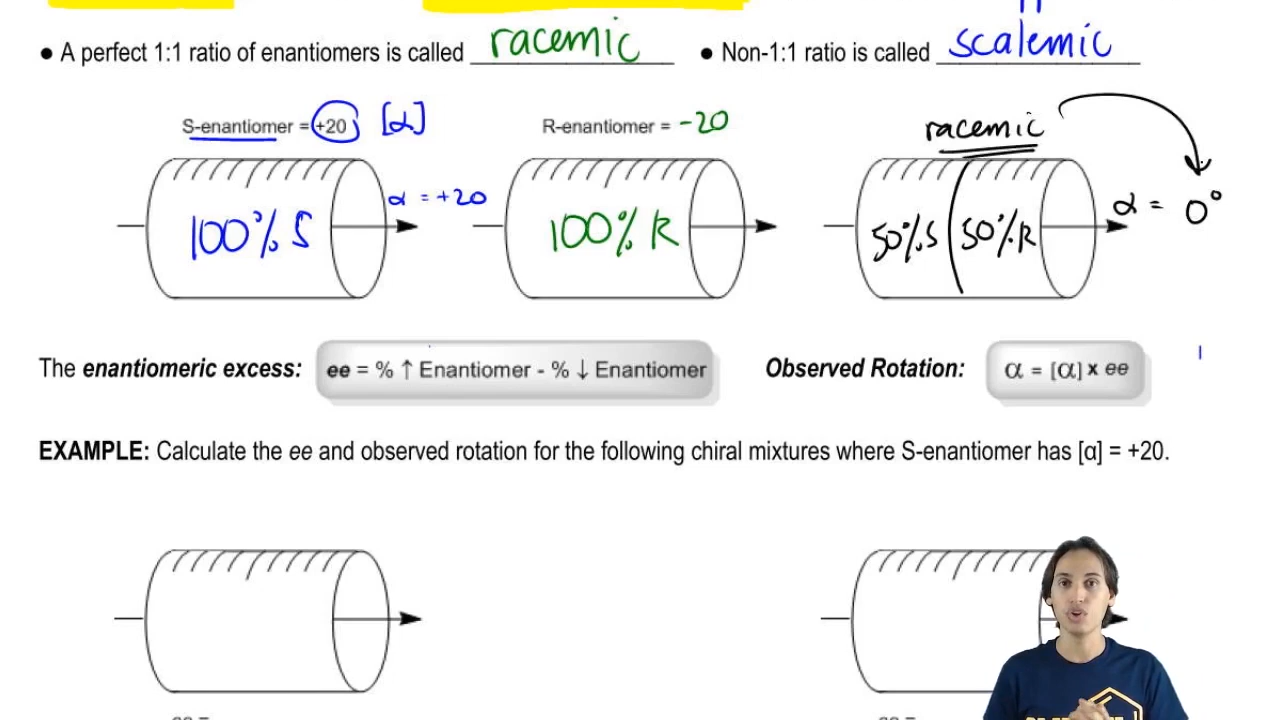 ● A perfect 1:1 ratio of enantiomers is called racemic ● Non-1:1 ratio is called scalemic
S-enantiomer = +20 [α] R-enantiomer = -20 racemic
α = +20 α = 0°
100% S 100% R 50% S 50% R
The enantiomeric excess: ee = % ↑ Enantiomer - % ↓ Enantiomer Observed Rotation: α = [α] x ee
EXAMPLE: Calculate the ee and observed rotation for the following chiral mixtures where S-enantiomer has [α] = +20.